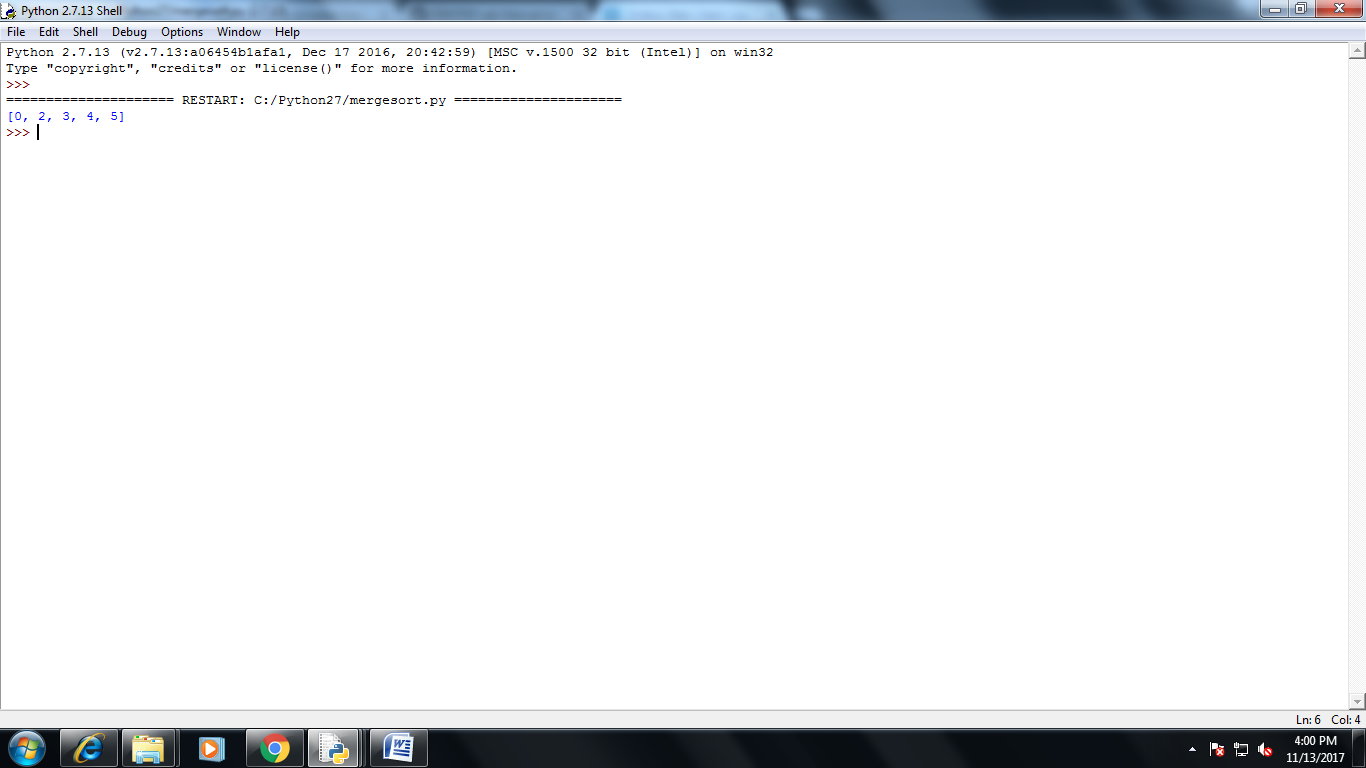 Python 2.7.13 Shell
File Edit Shell Debug Options Window Help
Python 2.7.13 (v2.7.13:a06454b1afa1, Dec 17 2016, 20:42:59) [MSC v.1500 32 bit (Intel)] on win32
Type "copyright", "credits" or "license()" for more information.
>>>
===================== RESTART: C:/Python27/mergesort.py =====================
[0, 2, 3, 4, 5]
>>>
Ln: 6 Col: 4
4:00 PM
11/13/2017